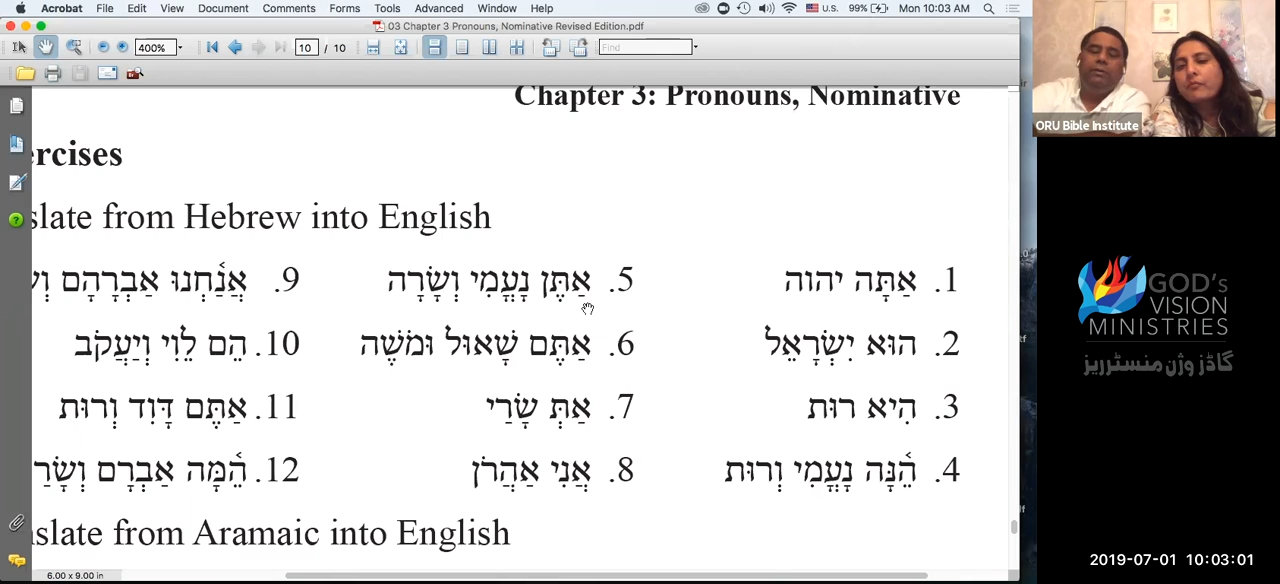 Acrobat File Edit View Document Comments Forms Tools Advanced Window Help U.S. 99% Mon 10:03 AM
03 Chapter 3 Pronouns, Nominative Revised Edition.pdf
400% 10 / 10 Find
Chapter 3: Pronouns, Nominative
ercises
slate from Hebrew into English
1. אַתָּה יהוה
2. הוּא יִשְׂרָאֵל
3. הִיא רוּת
4. הֵ֫נָּה נָעֳמִי וְרוּת
5. אַתֶּן נָעֳמִי וְשָׂרָה
6. אַתֶּם שָׁאוּל וּמֹשֶׁה
7. אַתְּ שָׂרַי
8. אֲנִי אַהֲרֹן
9. אֲנַ֫חְנוּ אַבְרָהָם
10. הֵם לֵוִי וְיַעֲקֹב
11. אַתֶּם דָּוִד וְרוּת
12. הֵ֫מָּה אַבְרָם וְשָׂרַ
nslate from Aramaic into English
6.00 x 9.00 in
ORU Bible Institute
GOD's
VISION
MINISTRIES
گاڈز وژن منسٹریز
2019-07-01 10:03:01